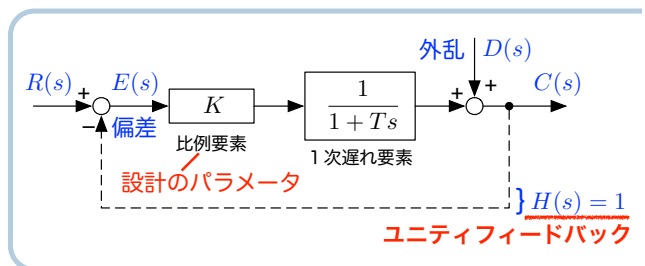 外乱 D(s)
R(s) + E(s) K 1 / 1 + Ts + + C(s)
− 偏差
比例要素 1次遅れ要素
設計のパラメータ
} H(s) = 1
ユニティフィードバック